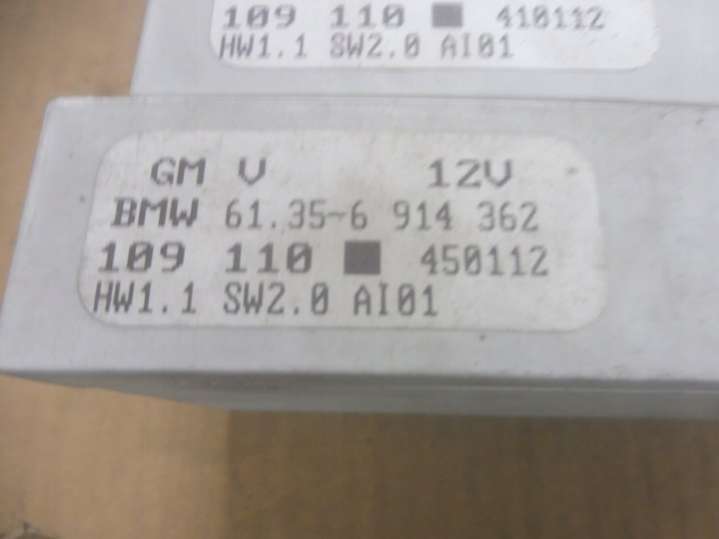 109 110 ■ 410112
HW1.1 SW2.0 AI01
GM V 12V
BMW 61.35-6 914 362
109 110 ■ 450112
HW1.1 SW2.0 AI01